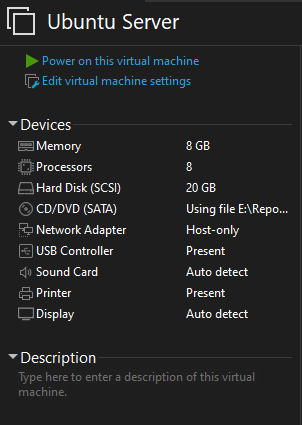 Ubuntu Server
Power on this virtual machine
Edit virtual machine settings
Devices
Memory 8 GB
Processors 8
Hard Disk (SCSI) 20 GB
CD/DVD (SATA) Using file E:\Repo...
Network Adapter Host-only
USB Controller Present
Sound Card Auto detect
Printer Present
Display Auto detect
Description
Type here to enter a description of this virtual
machine.